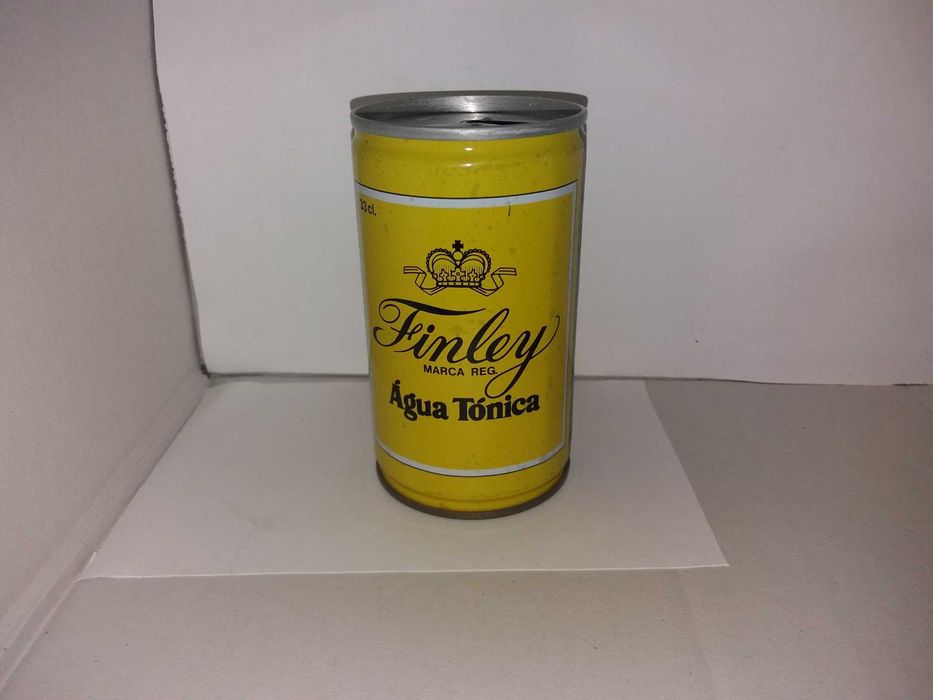 33cl.
Finley
MARCA REG.
Água Tónica